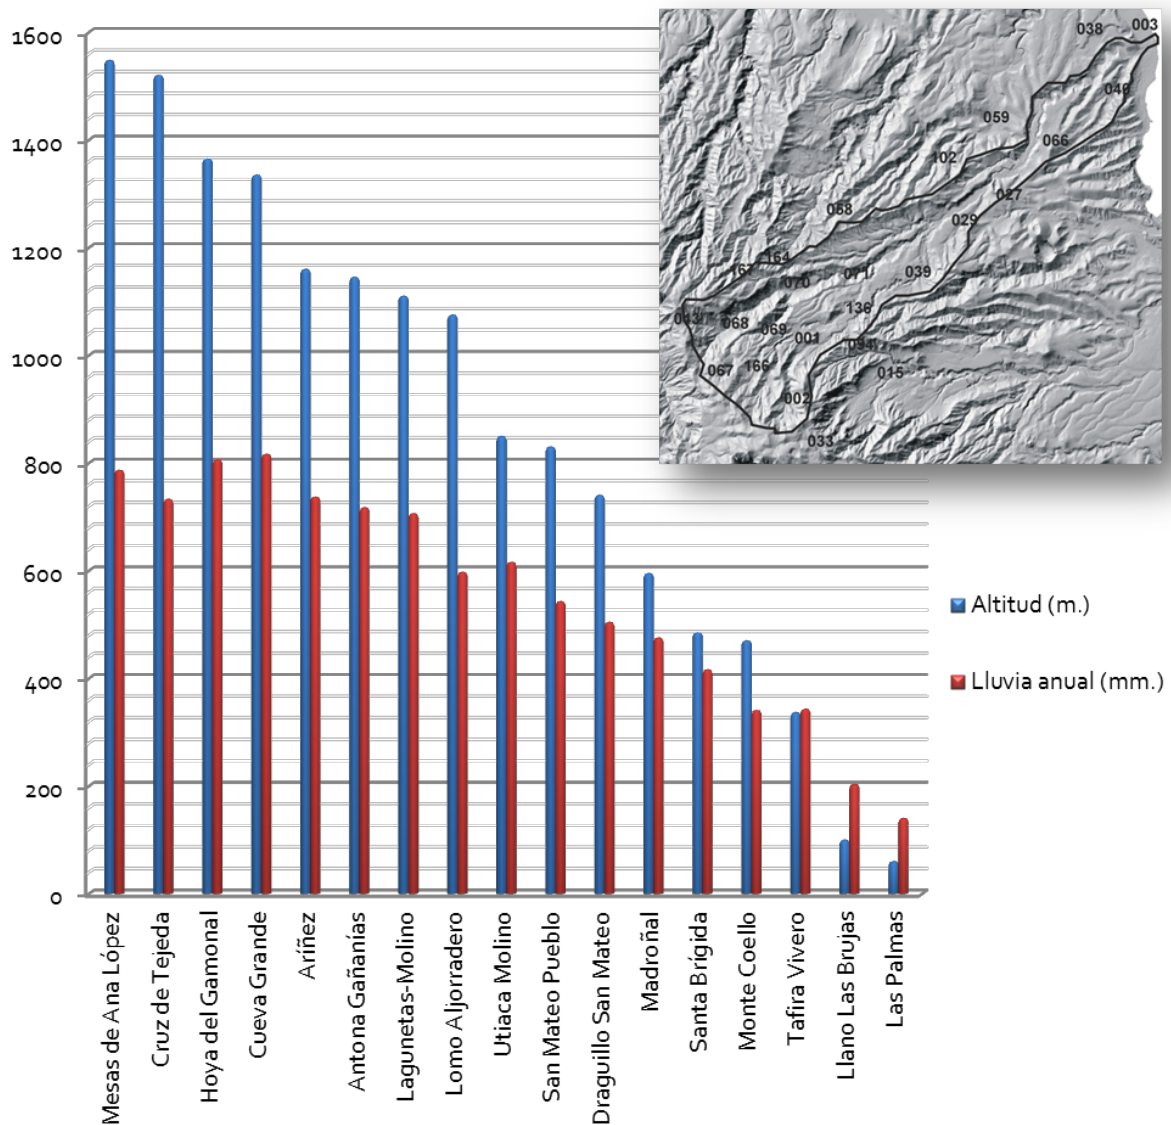 1600
1400
1200
1000
800
600
400
200
0
Mesas de Ana López
Cruz de Tejeda
Hoya del Gamonal
Cueva Grande
Aríñez
Antona Gañanías
Lagunetas-Molino
Lomo Aljorradero
Utiaca Molino
San Mateo Pueblo
Draguillo San Mateo
Madroñal
Santa Brígida
Monte Coello
Tafira Vivero
Llano Las Brujas
Las Palmas
Altitud (m.)
Lluvia anual (mm.)
003
038
046
059
066
102
027
058
029
164
167
039
071
070
136
043
068
069
001
094
067
166
015
002
033